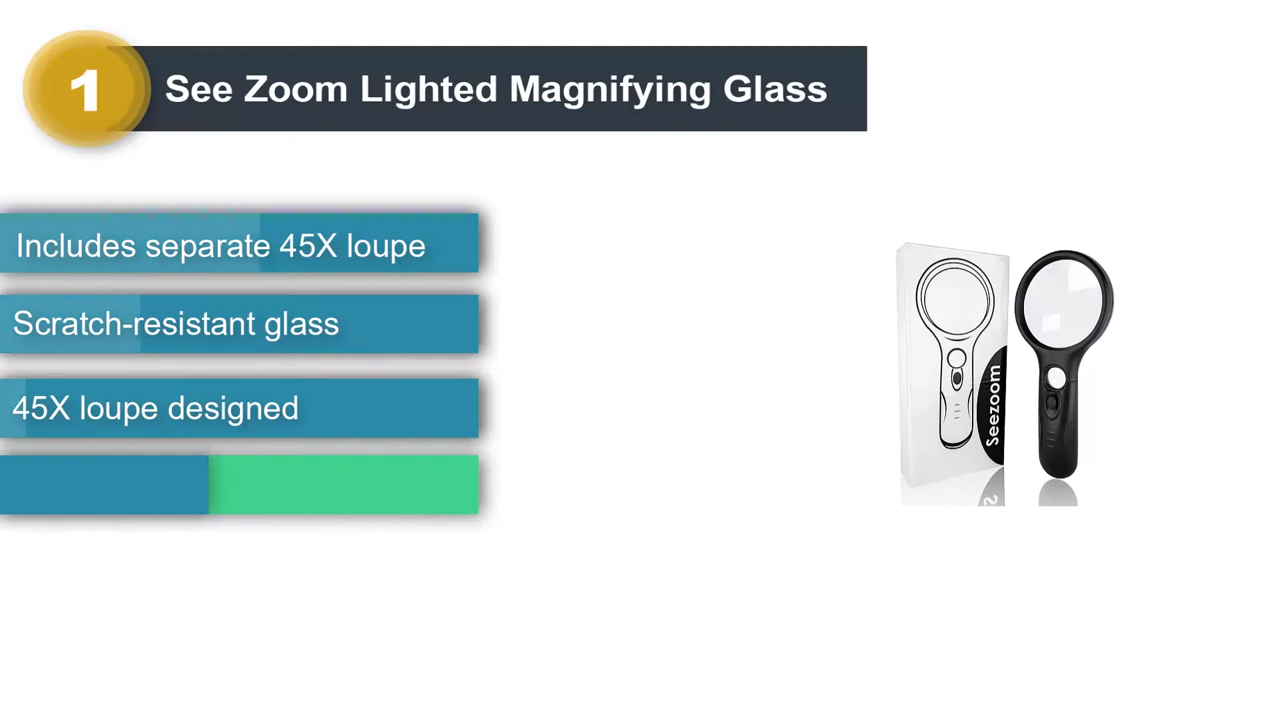 1
See Zoom Lighted Magnifying Glass
Includes separate 45X loupe
Scratch-resistant glass
45X loupe designed
Seezoom